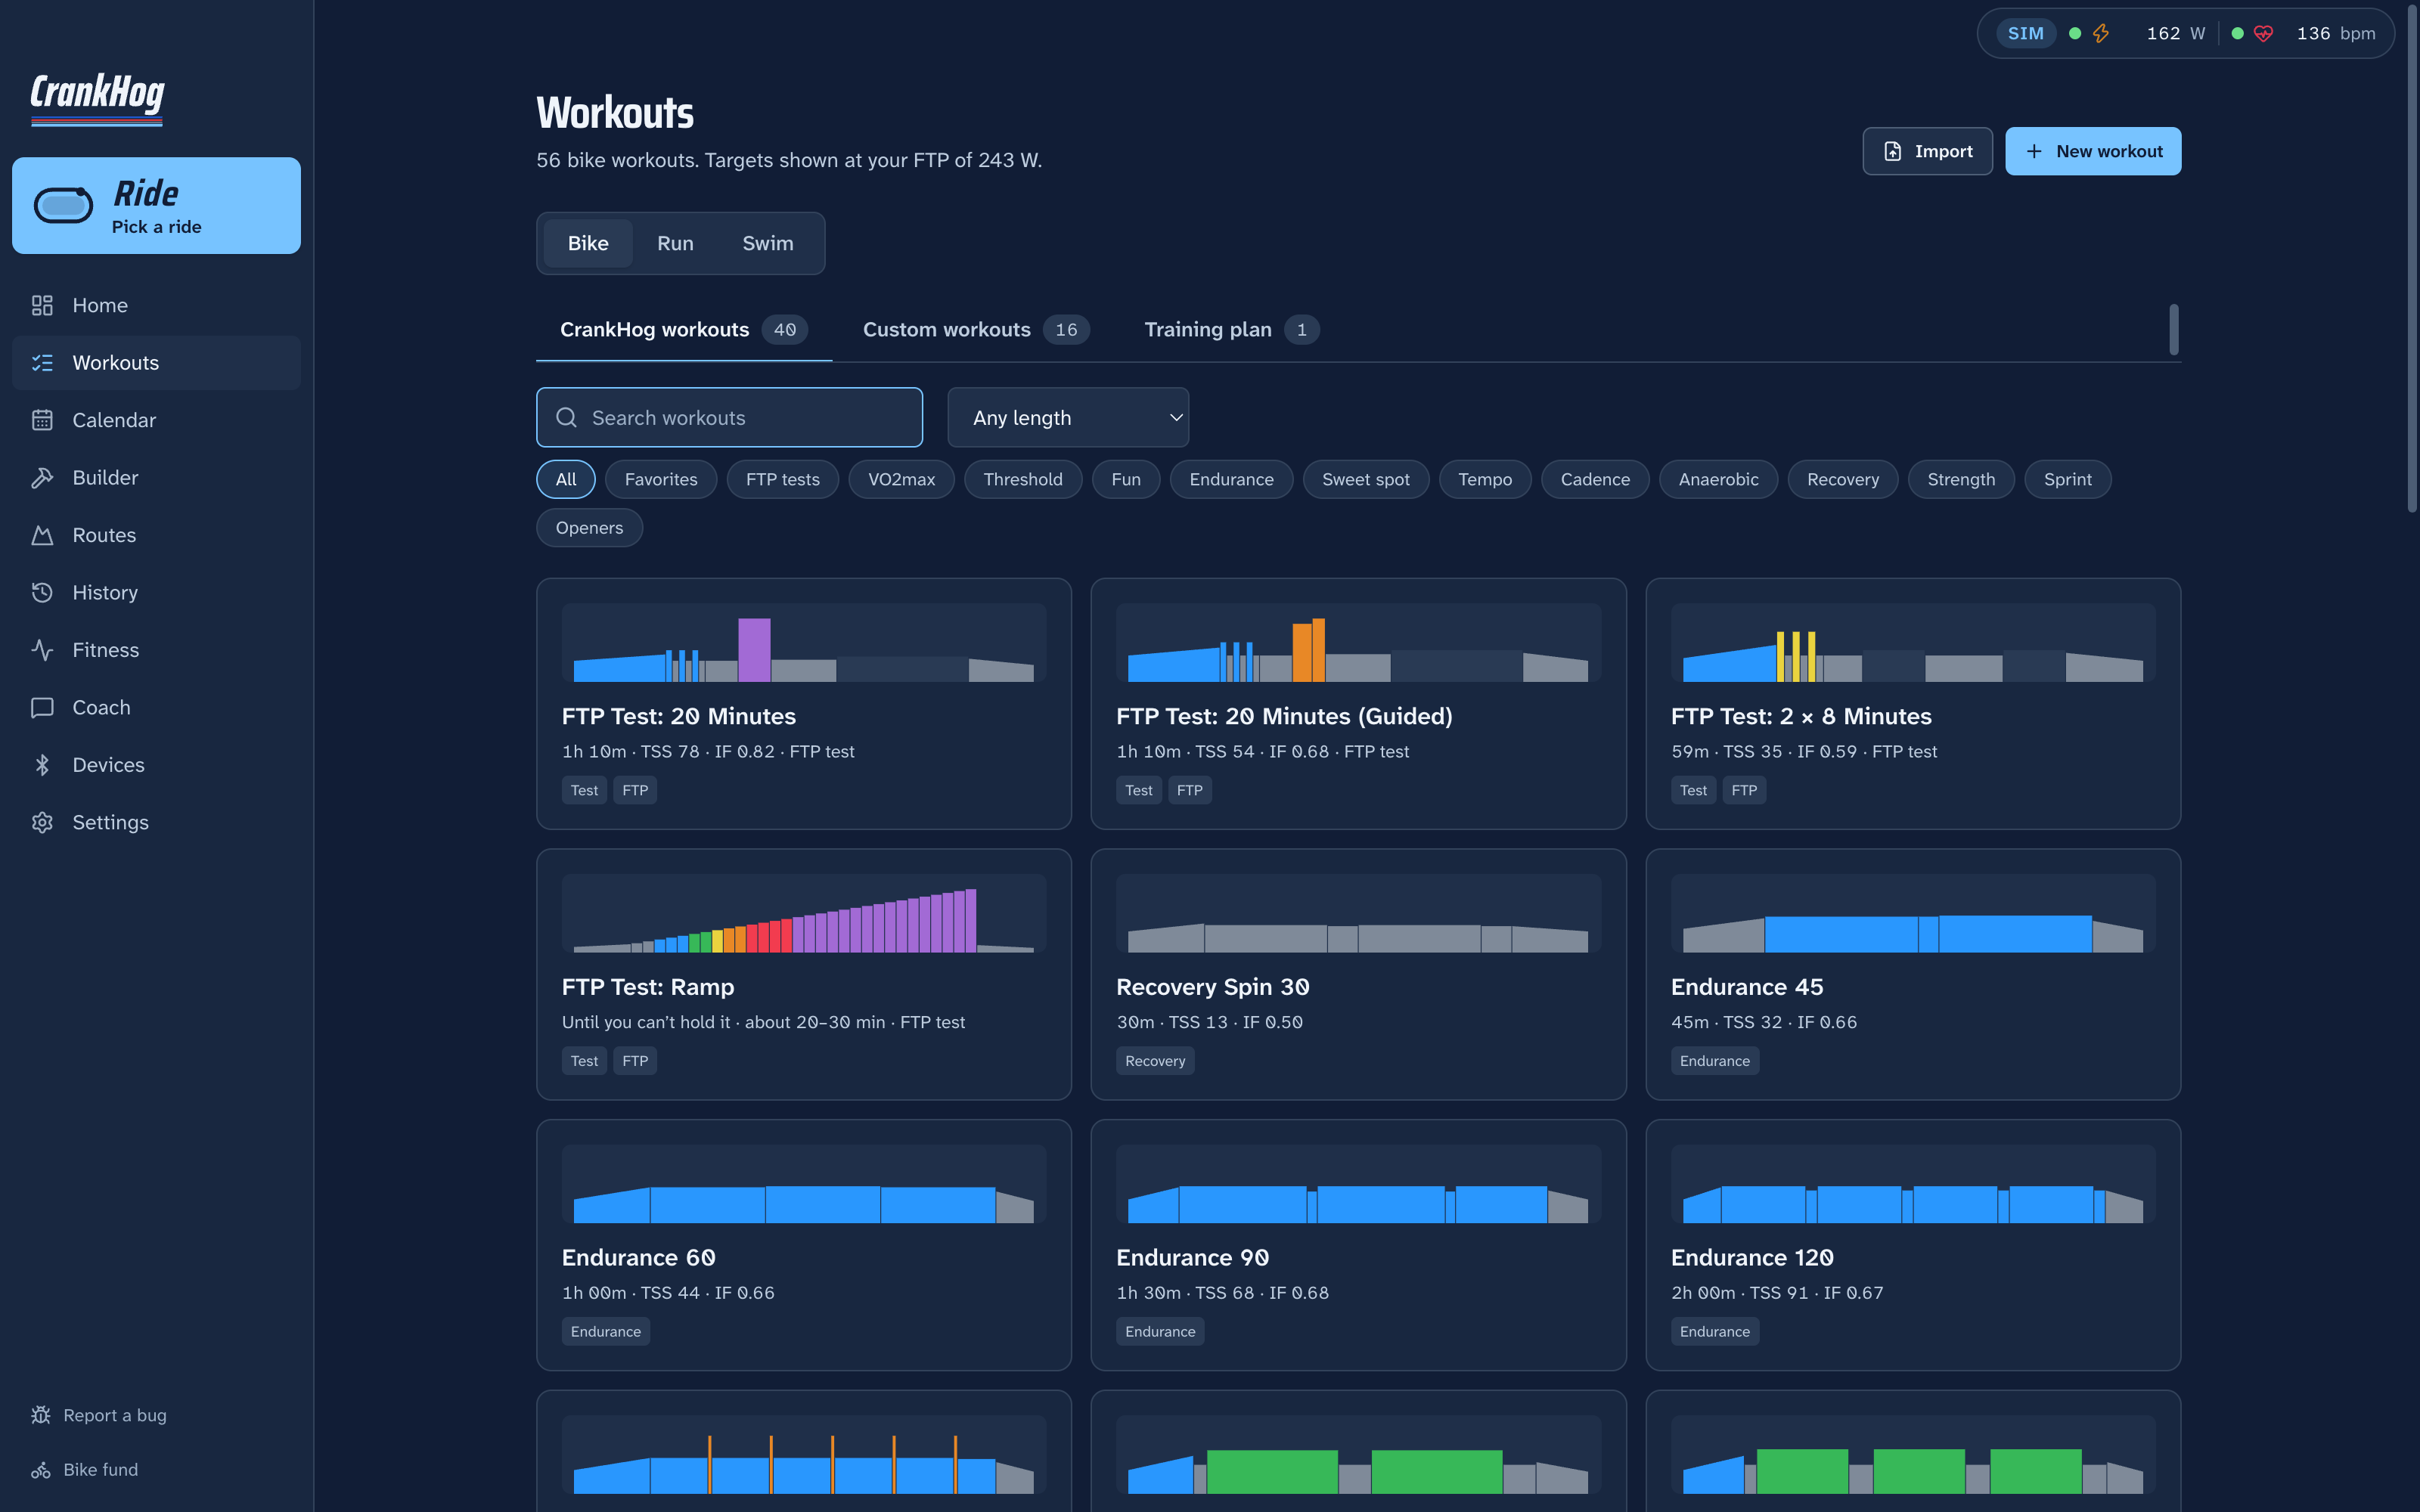 SIM 162 W 136 bpm
CrankHog
Ride
Pick a ride
Home
Workouts
Calendar
Builder
Routes
History
Fitness
Coach
Devices
Settings
Report a bug
Bike fund
Workouts
56 bike workouts. Targets shown at your FTP of 243 W.
Import
New workout
Bike Run Swim
CrankHog workouts 40 Custom workouts 16 Training plan 1
Search workouts
Any length
All Favorites FTP tests VO2max Threshold Fun Endurance Sweet spot Tempo Cadence Anaerobic Recovery Strength Sprint
Openers
FTP Test: 20 Minutes
1h 10m · TSS 78 · IF 0.82 · FTP test
Test FTP
FTP Test: 20 Minutes (Guided)
1h 10m · TSS 54 · IF 0.68 · FTP test
Test FTP
FTP Test: 2 × 8 Minutes
59m · TSS 35 · IF 0.59 · FTP test
Test FTP
FTP Test: Ramp
Until you can’t hold it · about 20–30 min · FTP test
Test FTP
Recovery Spin 30
30m · TSS 13 · IF 0.50
Recovery
Endurance 45
45m · TSS 32 · IF 0.66
Endurance
Endurance 60
1h 00m · TSS 44 · IF 0.66
Endurance
Endurance 90
1h 30m · TSS 68 · IF 0.68
Endurance
Endurance 120
2h 00m · TSS 91 · IF 0.67
Endurance